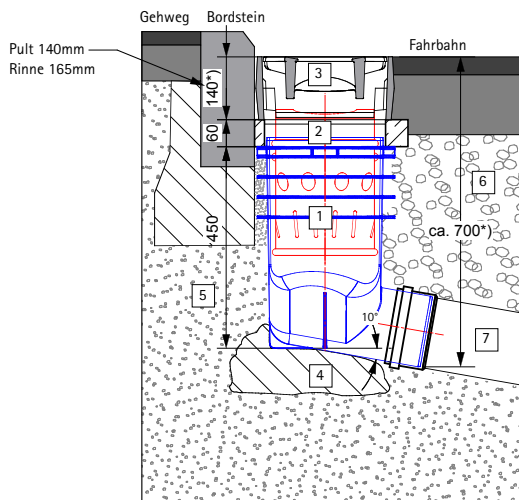 Gehweg Bordstein
Pult 140mm
Rinne 165mm
Fahrbahn
140*)
3
60
2
6
1
450
ca. 700*)
5
10°
7
4